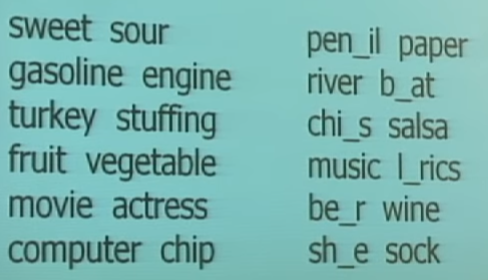 sweet sour
gasoline engine
turkey stuffing
fruit vegetable
movie actress
computer chip
pen_il paper
river b_at
chi_s salsa
music l_rics
be_r wine
sh_e sock